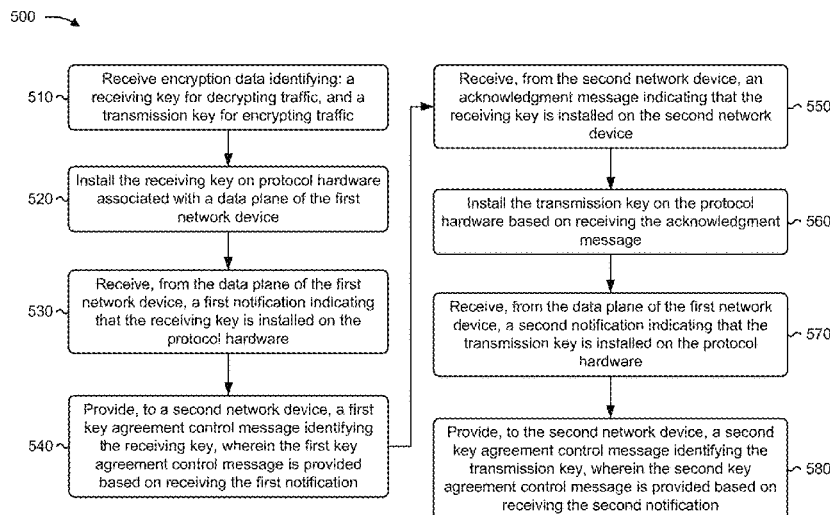 500
510
Receive encryption data identifying: a
receiving key for decrypting traffic, and a
transmission key for encrypting traffic
520
Install the receiving key on protocol hardware
associated with a data plane of the first
network device
530
Receive, from the data plane of the first
network device, a first notification indicating
that the receiving key is installed on the
protocol hardware
540
Provide, to a second network device, a first
key agreement control message identifying
the receiving key, wherein the first key
agreement control message is provided
based on receiving the first notification
Receive, from the second network device, an
acknowledgment message indicating that the
receiving key is installed on the second network
device
550
Install the transmission key on the protocol
hardware based on receiving the acknowledgment
message
560
Receive, from the data plane of the first network
device, a second notification indicating that the
transmission key is installed on the protocol
hardware
570
Provide, to the second network device, a second
key agreement control message identifying the
transmission key, wherein the second key
agreement control message is provided based on
receiving the second notification
580